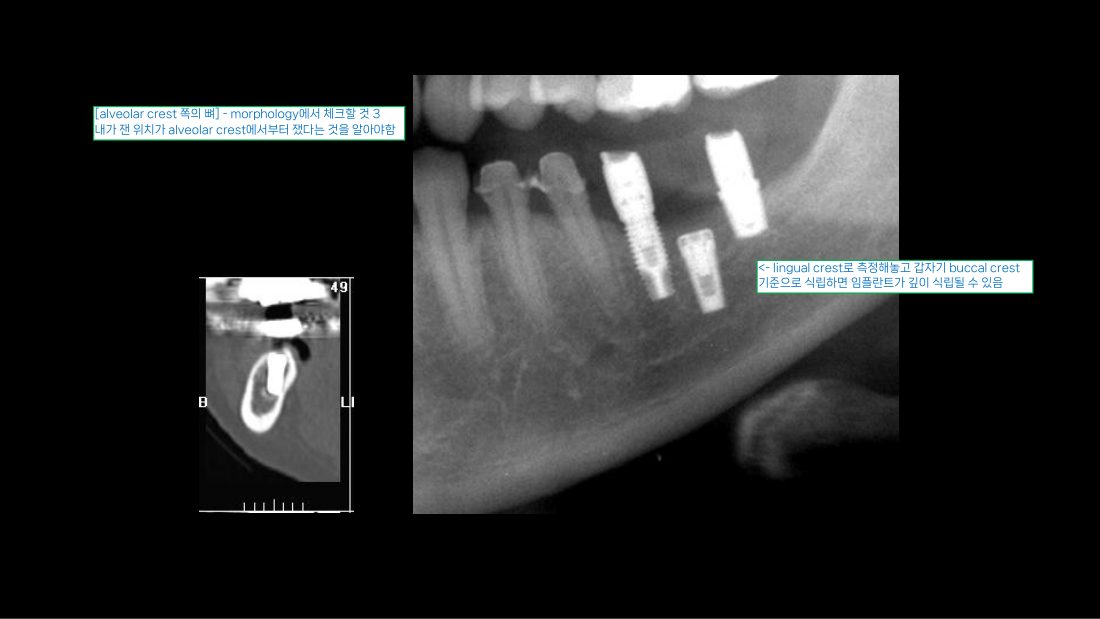 [alveolar crest 쪽의 뼈] - morphology에서 체크할 것 3
내가 잰 위치가 alveolar crest에서부터 쟀다는 것을 알아야함
<- lingual crest로 측정해놓고 갑자기 buccal crest
기준으로 식립하면 임플란트가 깊이 식립될 수 있음
49
B
LI